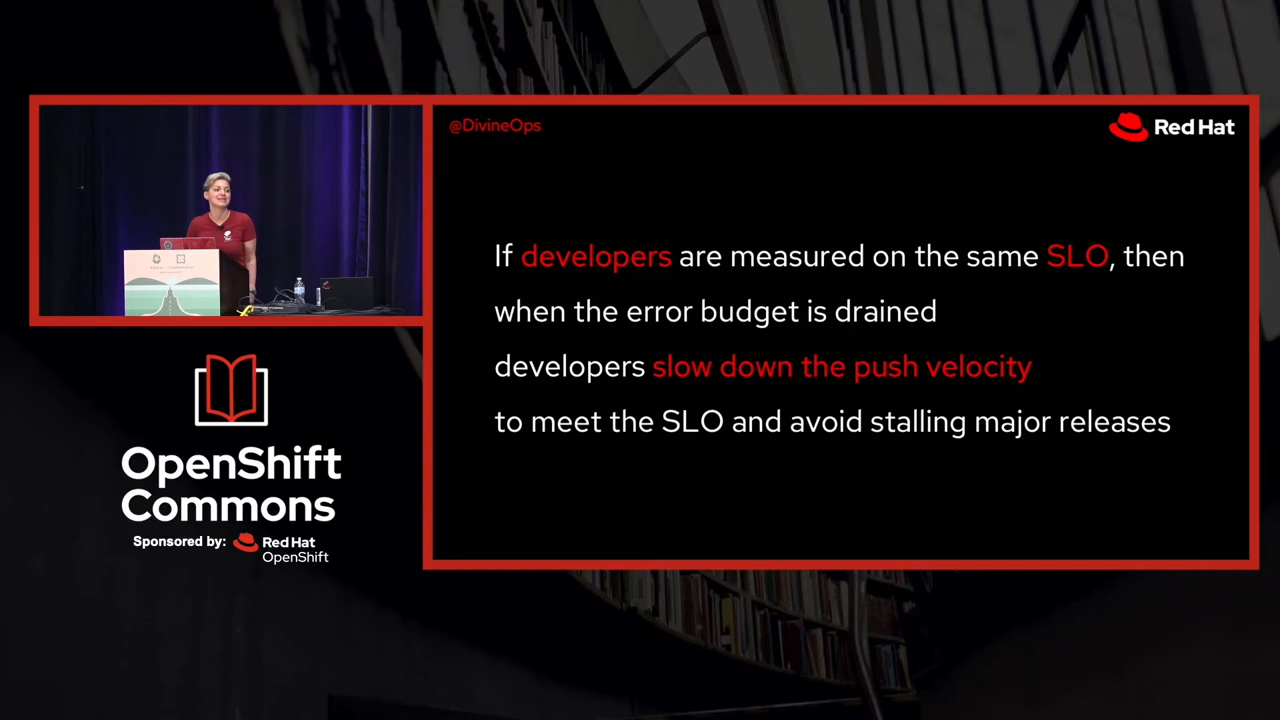 @DivineOps
Red Hat
If developers are measured on the same SLO, then
when the error budget is drained
developers slow down the push velocity
to meet the SLO and avoid stalling major releases
OpenShift
Commons
Sponsored by:
Red Hat
OpenShift